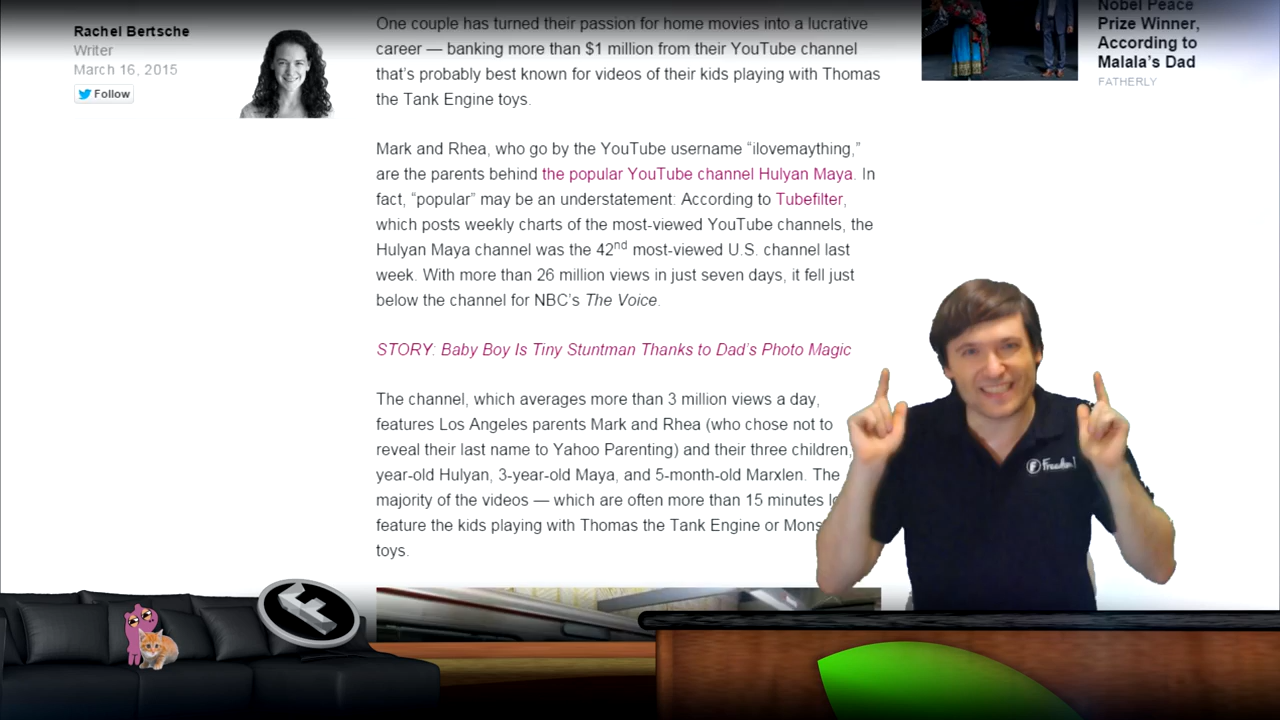 Rachel Bertsche
Writer
March 16, 2015
Follow
One couple has turned their passion for home movies into a lucrative
career — banking more than $1 million from their YouTube channel
that's probably best known for videos of their kids playing with Thomas
the Tank Engine toys.
Mark and Rhea, who go by the YouTube username “ilovemaything,”
are the parents behind the popular YouTube channel Hulyan Maya. In
fact, “popular” may be an understatement: According to Tubefilter,
which posts weekly charts of the most-viewed YouTube channels, the
Hulyan Maya channel was the 42nd most-viewed U.S. channel last
week. With more than 26 million views in just seven days, it fell just
below the channel for NBC's The Voice.
STORY: Baby Boy Is Tiny Stuntman Thanks to Dad's Photo Magic
The channel, which averages more than 3 million views a day,
features Los Angeles parents Mark and Rhea (who chose not to
reveal their last name to Yahoo Parenting) and their three children,
year-old Hulyan, 3-year-old Maya, and 5-month-old Marxlen. The
majority of the videos — which are often more than 15 minutes
feature the kids playing with Thomas the Tank Engine or
toys.
Nobel Peace
Prize Winner,
According to
Malala's Dad
FATHERLY
Freedom!
F